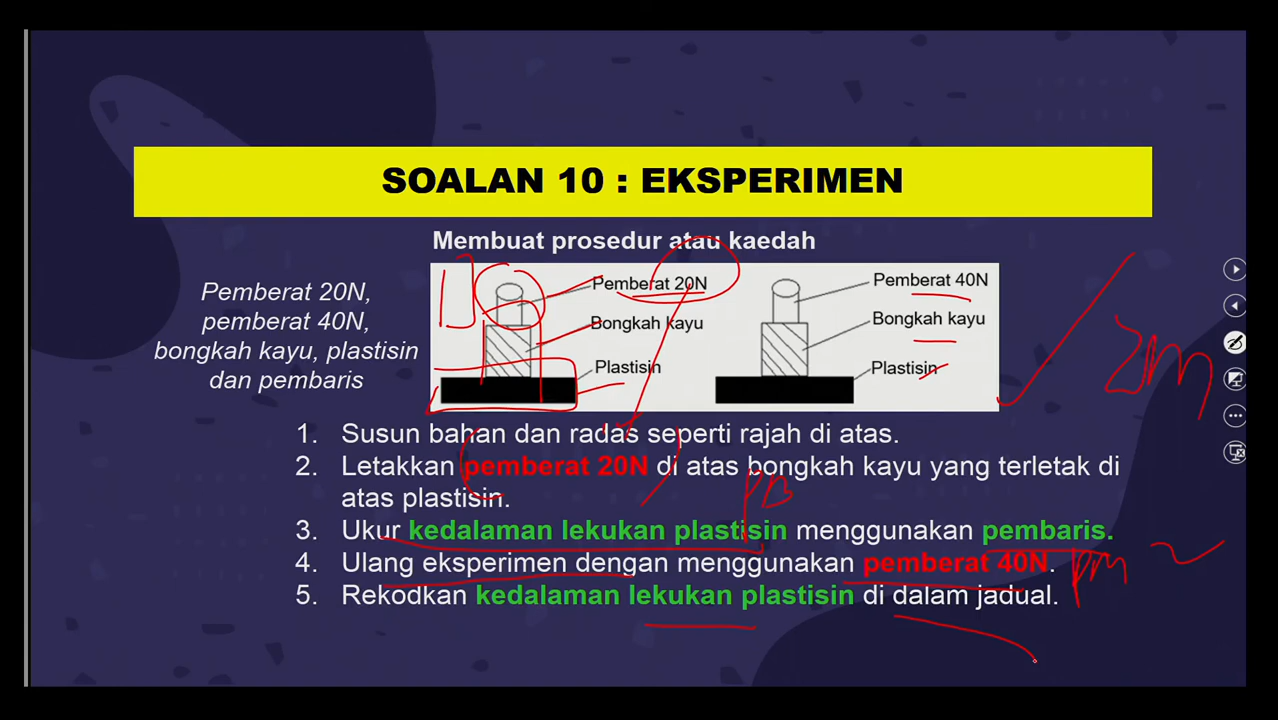 SOALAN 10 : EKSPERIMEN
Membuat prosedur atau kaedah
Pemberat 20N,
pemberat 40N,
bongkah kayu, plastisin
dan pembaris
Pemberat 20N
Bongkah kayu
Plastisin
Pemberat 40N
Bongkah kayu
Plastisin
2m
1. Susun bahan dan radas seperti rajah di atas.
2. Letakkan pemberat 20N di atas bongkah kayu yang terletak di
atas plastisin.
PB
3. Ukur kedalaman lekukan plastisin menggunakan pembaris.
4. Ulang eksperimen dengan menggunakan pemberat 40N.
pm
5. Rekodkan kedalaman lekukan plastisin di dalam jadual.